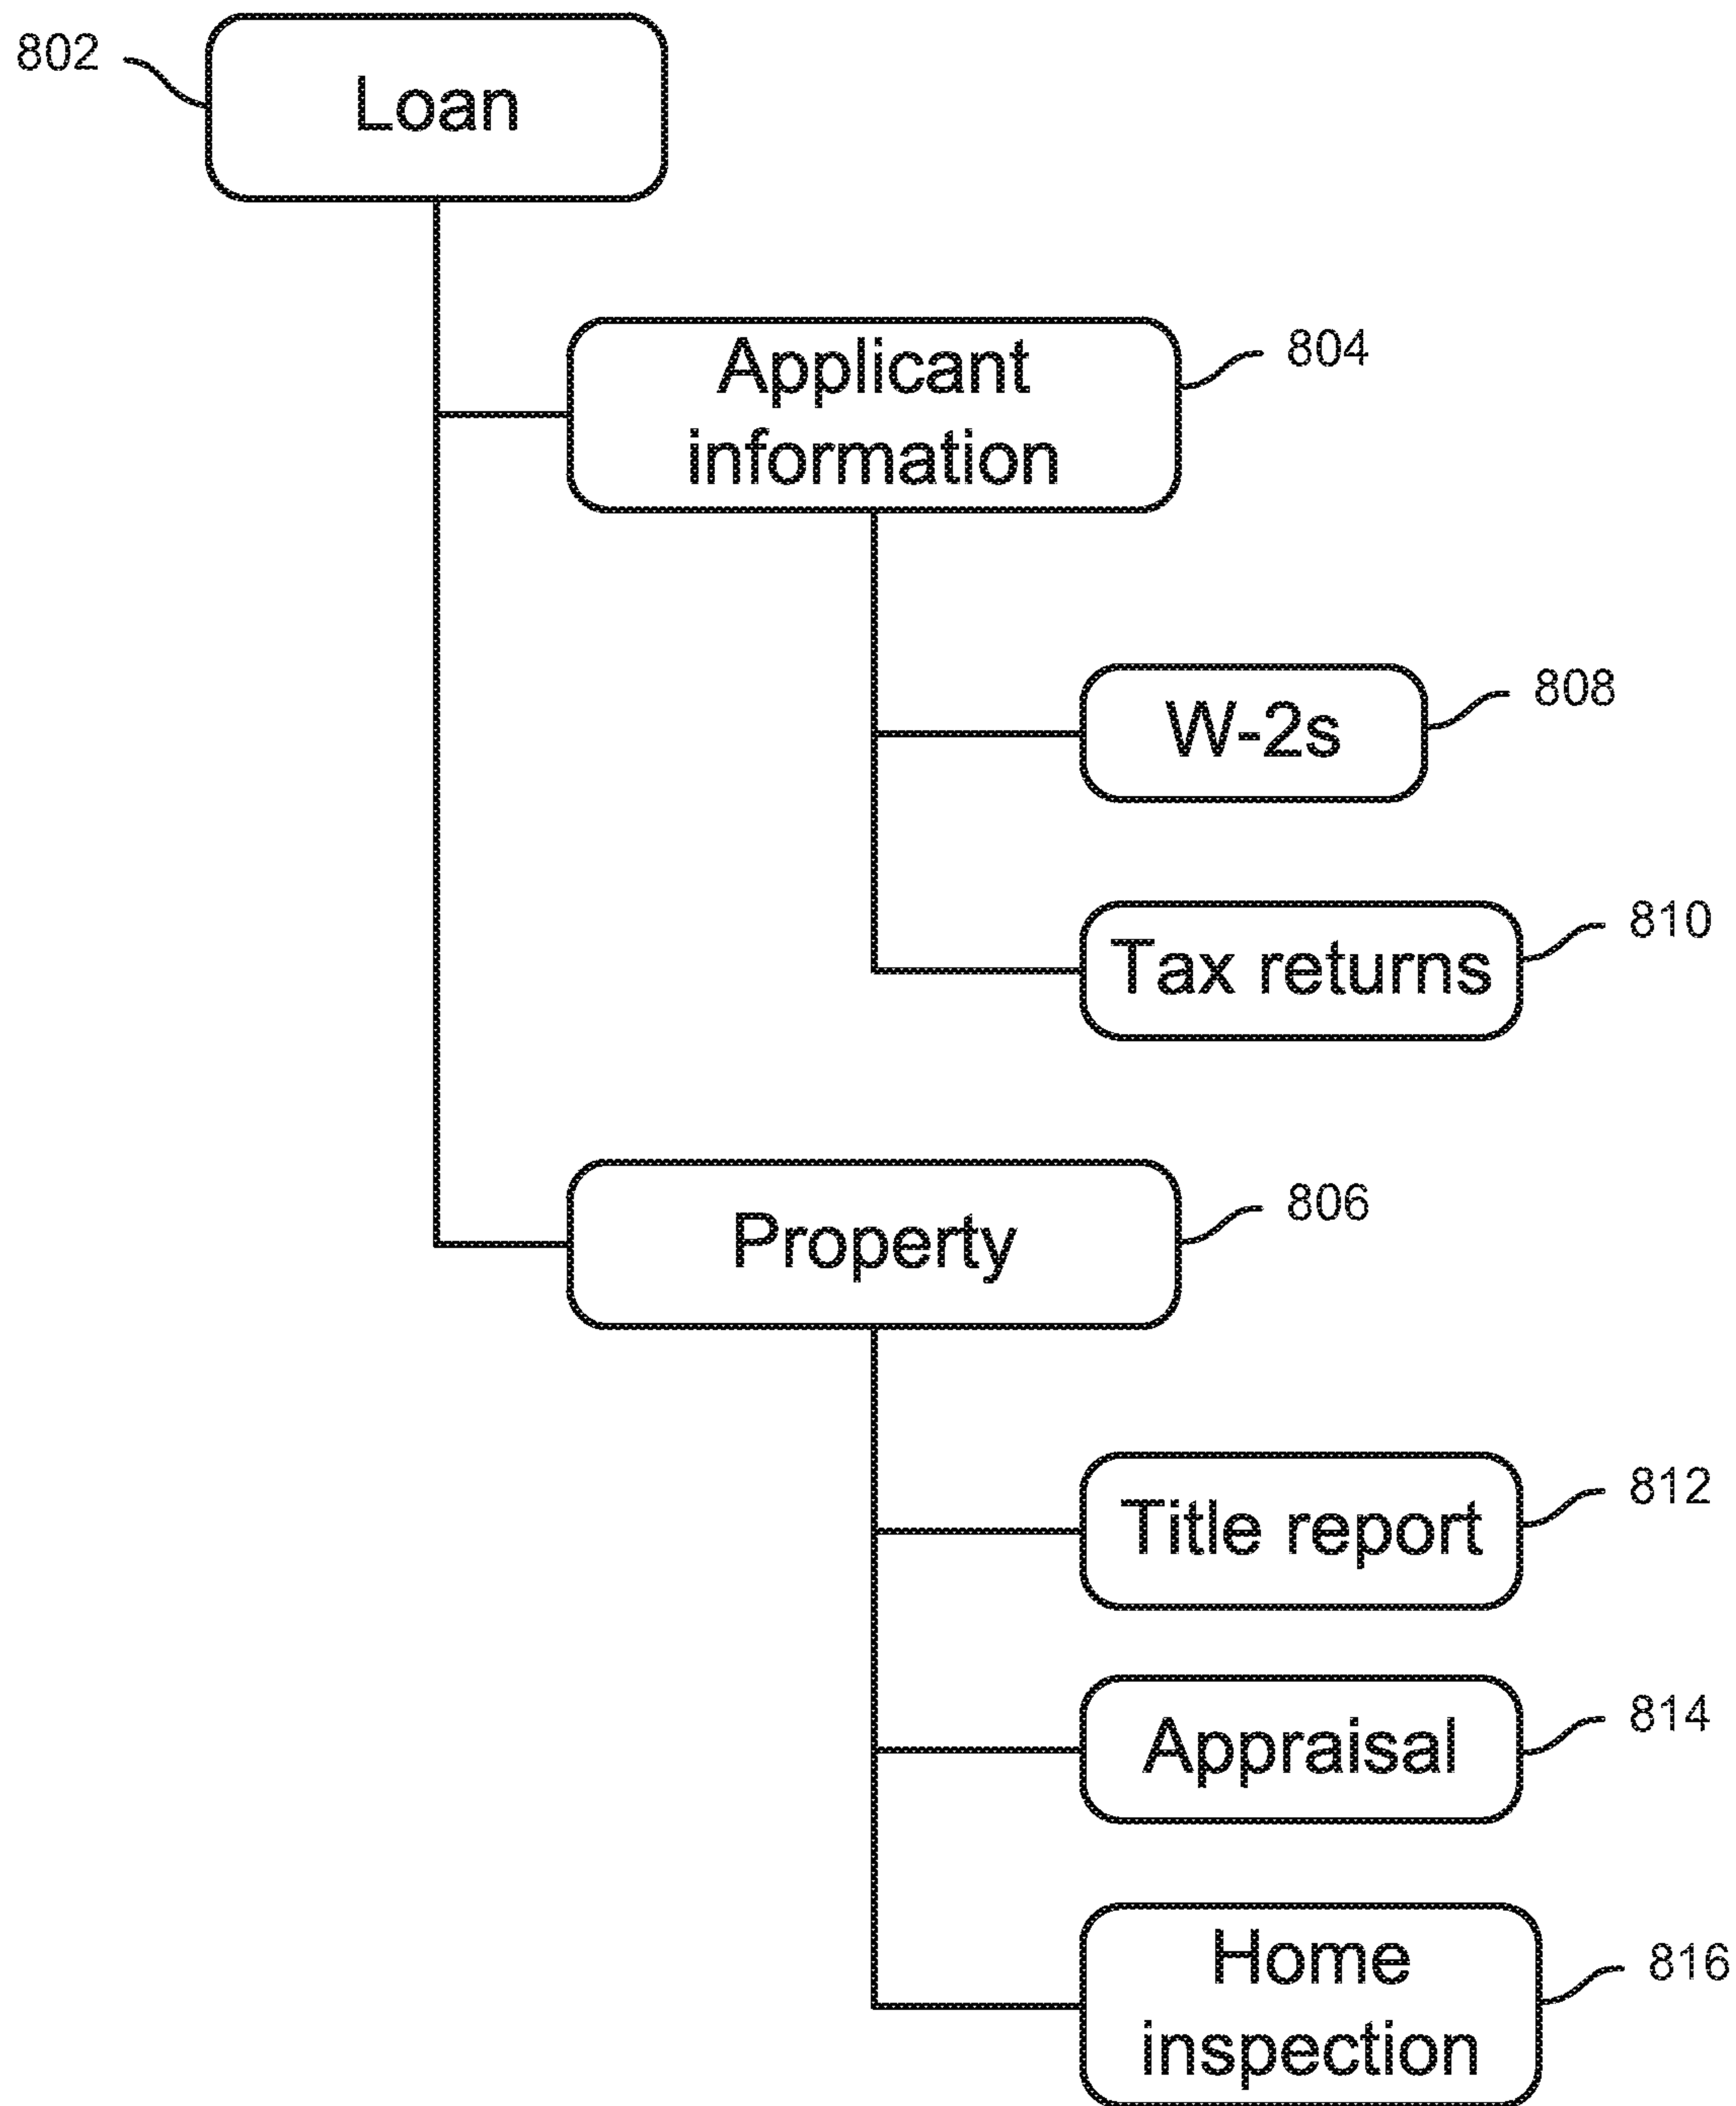 802
Loan
Applicant
information
804
W-2s
808
Tax returns
810
Property
806
Title report
812
Appraisal
814
Home
inspection
816